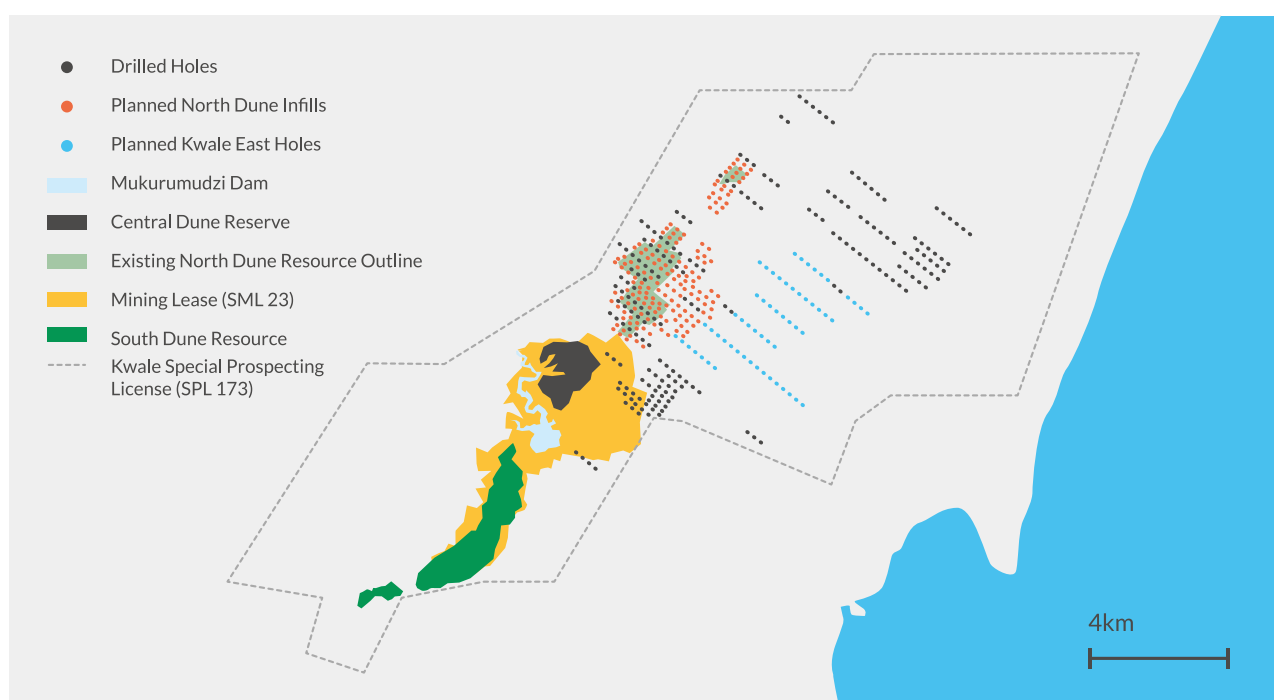 Drilled Holes
Planned North Dune Infills
Planned Kwale East Holes
Mukurumudzi Dam
Central Dune Reserve
Existing North Dune Resource Outline
Mining Lease (SML 23)
South Dune Resource
Kwale Special Prospecting
License (SPL 173)
4km